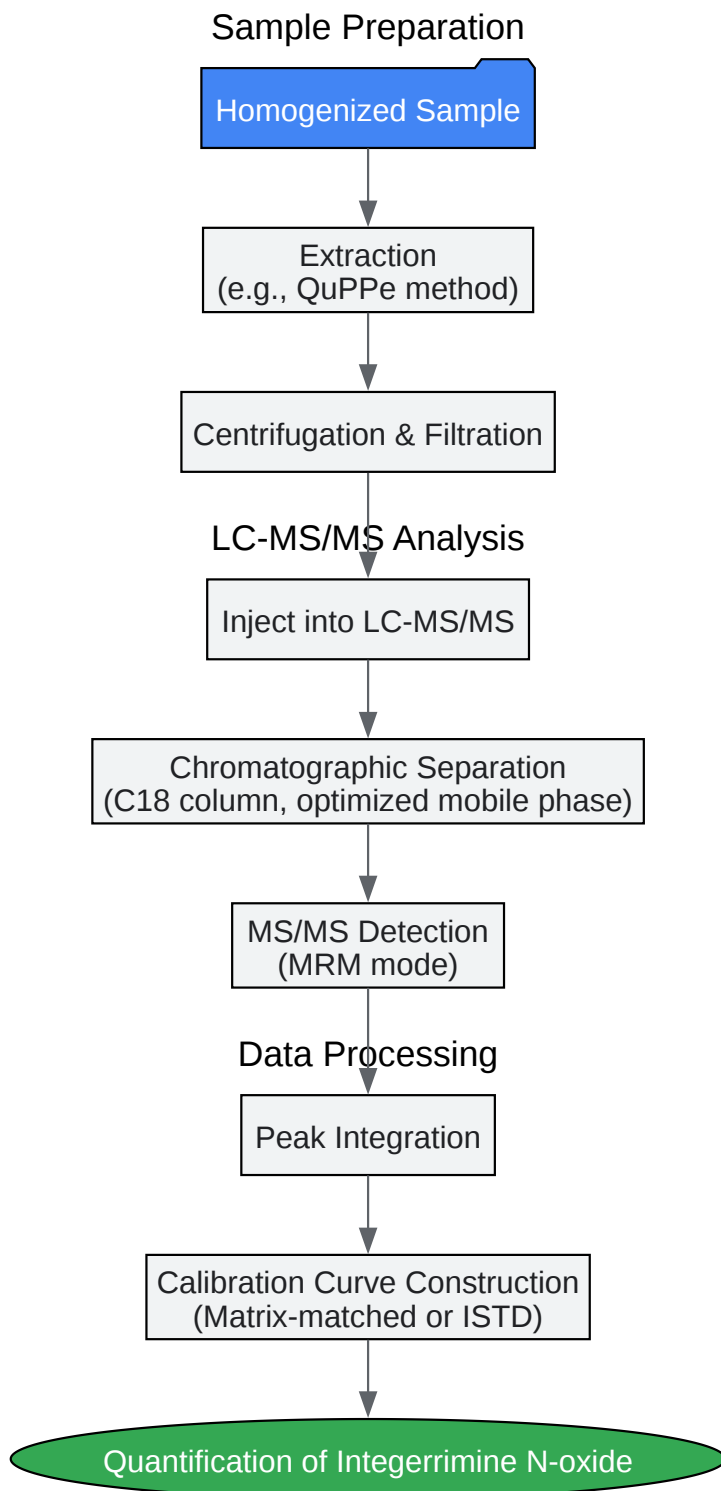 Sample Preparation
Homogenized Sample
Extraction
(e.g., QuPPe method)
Centrifugation & Filtration
LC-MS/MS Analysis
Inject into LC-MS/MS
Chromatographic Separation
(C18 column, optimized mobile phase)
MS/MS Detection
(MRM mode)
Data Processing
Peak Integration
Calibration Curve Construction
(Matrix-matched or ISTD)
Quantification of Integerrimine N-oxide